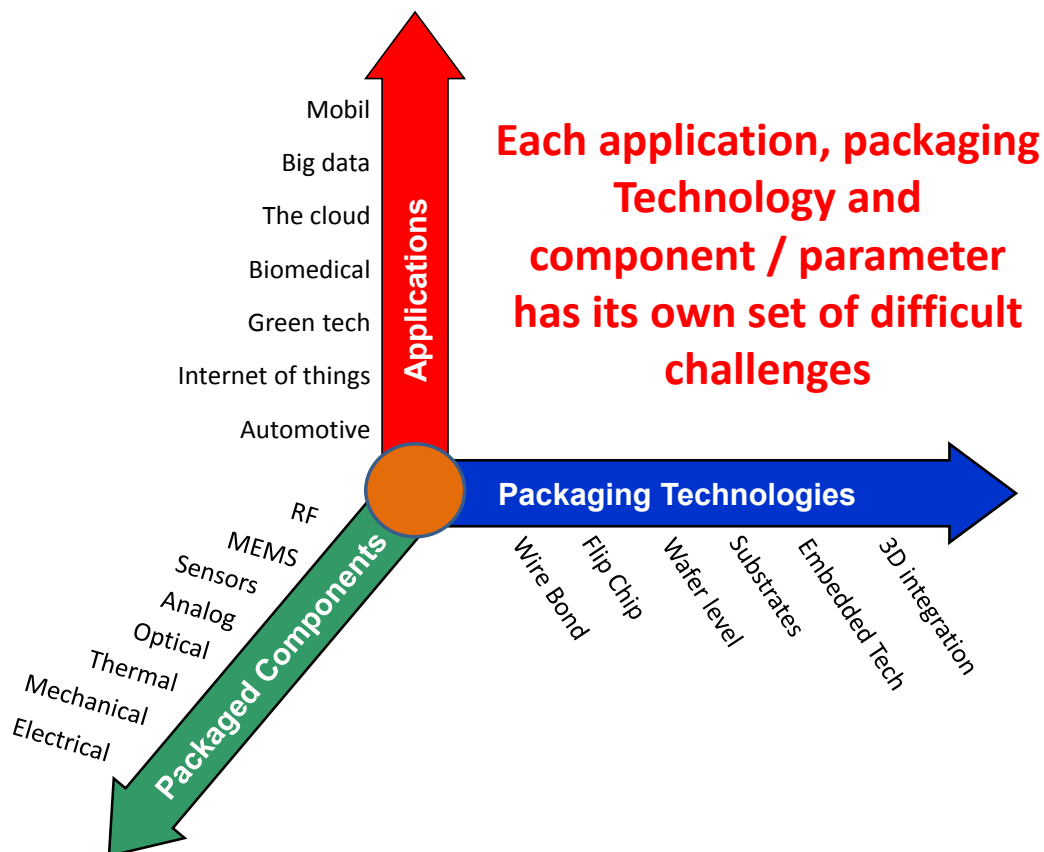 Mobil
Big data
The cloud
Biomedical
Green tech
Internet of things
Automotive
Applications
Each application, packaging
Technology and
component / parameter
has its own set of difficult
challenges
Packaging Technologies
Wire Bond
Flip Chip
Wafer level
Substrates
Embedded Tech
3D integration
RF
MEMS
Sensors
Analog
Optical
Thermal
Mechanical
Electrical
Packaged Components